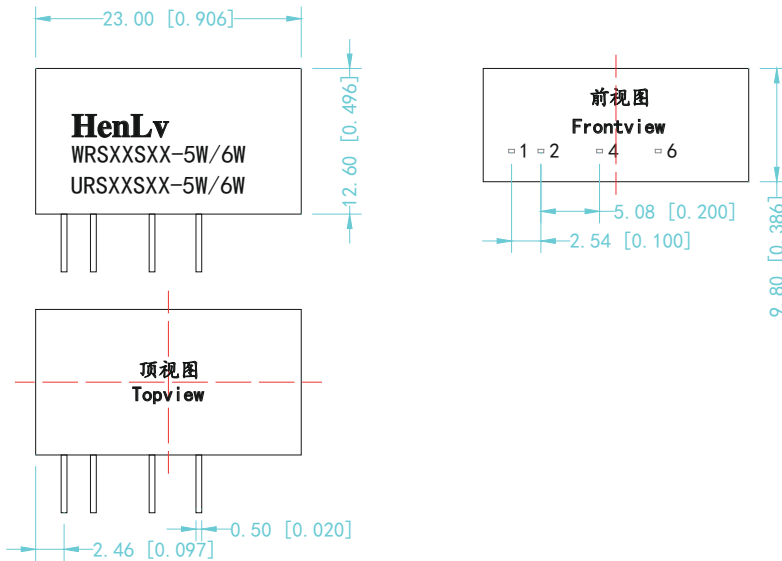 23.00 [0.906]
HenLv
WRSXXSXX-5W/6W
URSXXSXX-5W/6W
12.60 [0.496]
前视图
Frontview
1 2 4 6
5.08 [0.200]
2.54 [0.100]
9.80 [0.386]
顶视图
Topview
0.50 [0.020]
2.46 [0.097]